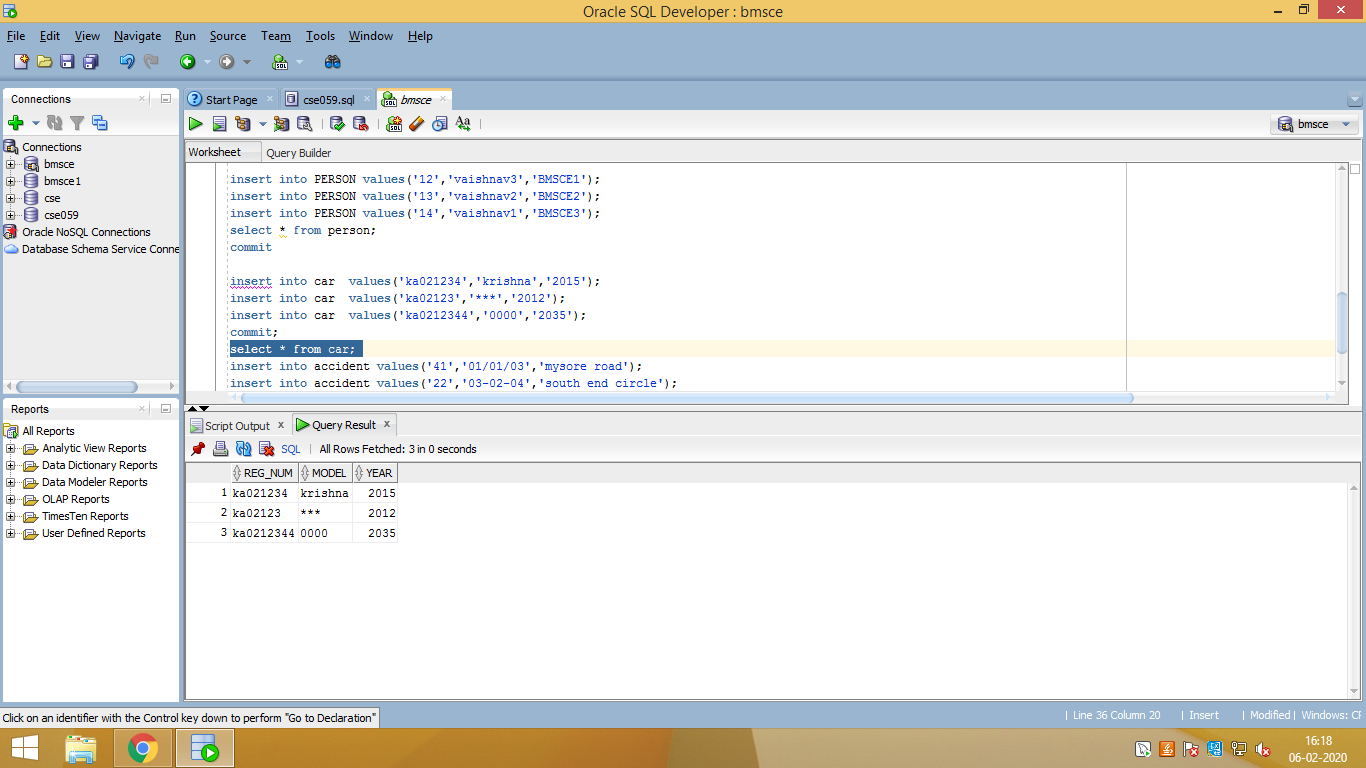 Oracle SQL Developer : bmsce
File Edit View Navigate Run Source Team Tools Window Help
Connections
Connections
bmsce
bmsce1
cse
cse059
Oracle NoSQL Connections
Database Schema Service Conne
Reports
All Reports
Analytic View Reports
Data Dictionary Reports
Data Modeler Reports
OLAP Reports
TimesTen Reports
User Defined Reports
Start Page cse059.sql bmsce
bmsce
Worksheet Query Builder
insert into PERSON values('12','vaishnav3','BMSCE1');
insert into PERSON values('13','vaishnav2','BMSCE2');
insert into PERSON values('14','vaishnav1','BMSCE3');
select * from person;
commit
insert into car  values('ka021234','krishna','2015');
insert into car  values('ka02123','***','2012');
insert into car  values('ka0212344','0000','2035');
commit;
select * from car;
insert into accident values('41','01/01/03','mysore road');
insert into accident values('22','03-02-04','south end circle');
Script Output x Query Result x
SQL | All Rows Fetched: 3 in 0 seconds
REG_NUM MODEL YEAR
1 ka021234 krishna 2015
2 ka02123 *** 2012
3 ka0212344 0000 2035
Click on an identifier with the Control key down to perform "Go to Declaration"
| Line 36 Column 20 | Insert | Modified | Windows: CF
16:18
06-02-2020